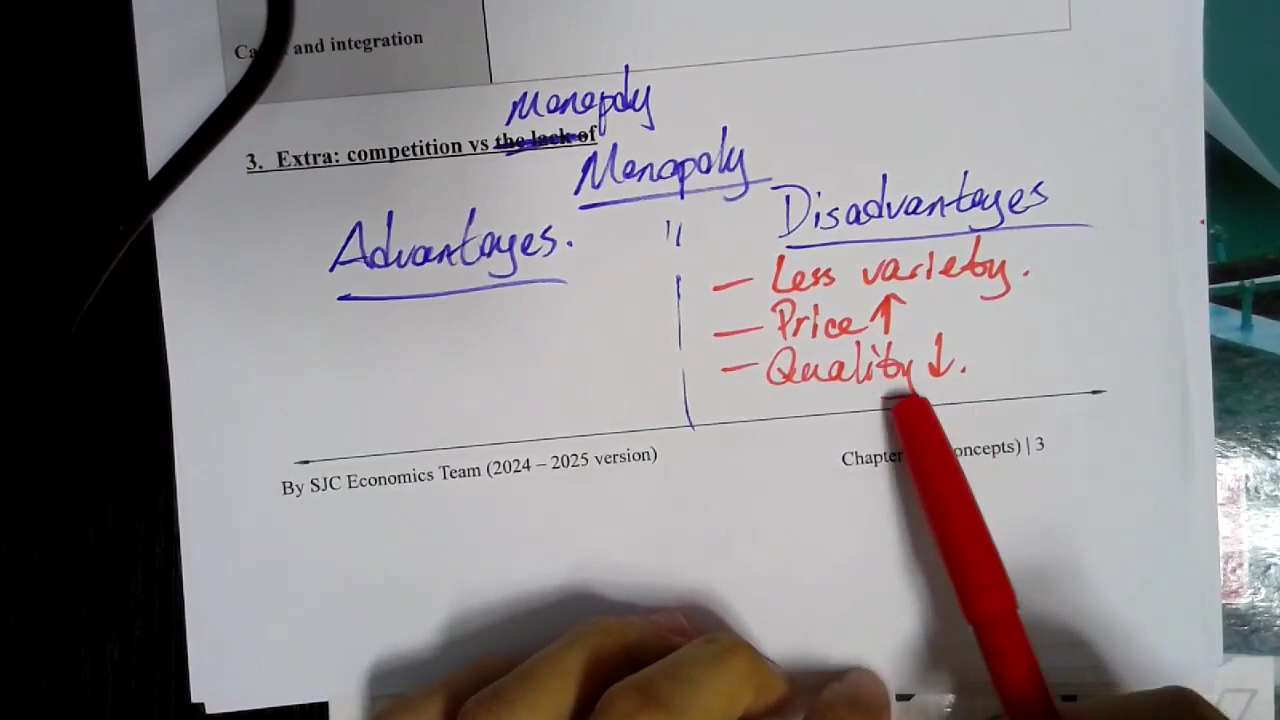 and integration
Monopoly
3. Extra: competition vs the lack of
Monopoly
Advantages.
Disadvantages
— Less variety.
— Price ↑
— Quality ↓.
By SJC Economics Team (2024 – 2025 version)
Chapter oncepts) | 3